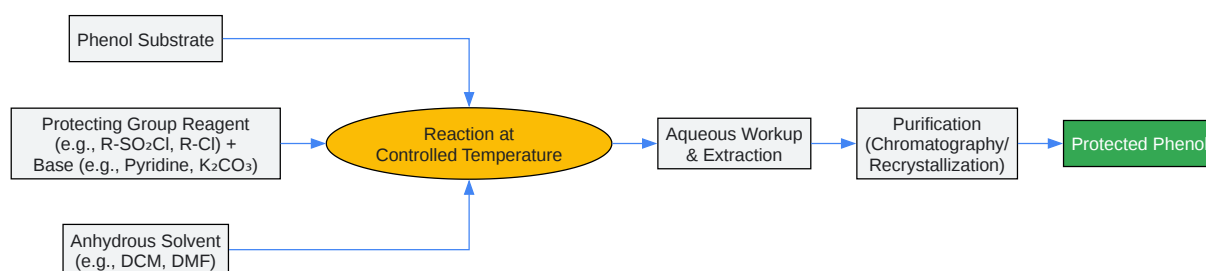 Phenol Substrate
Protecting Group Reagent
(e.g., R-SO₂Cl, R-Cl) +
Base (e.g., Pyridine, K₂CO₃)
Anhydrous Solvent
(e.g., DCM, DMF)
Reaction at
Controlled Temperature
Aqueous Workup
& Extraction
Purification
(Chromatography/
Recrystallization)
Protected Phenol